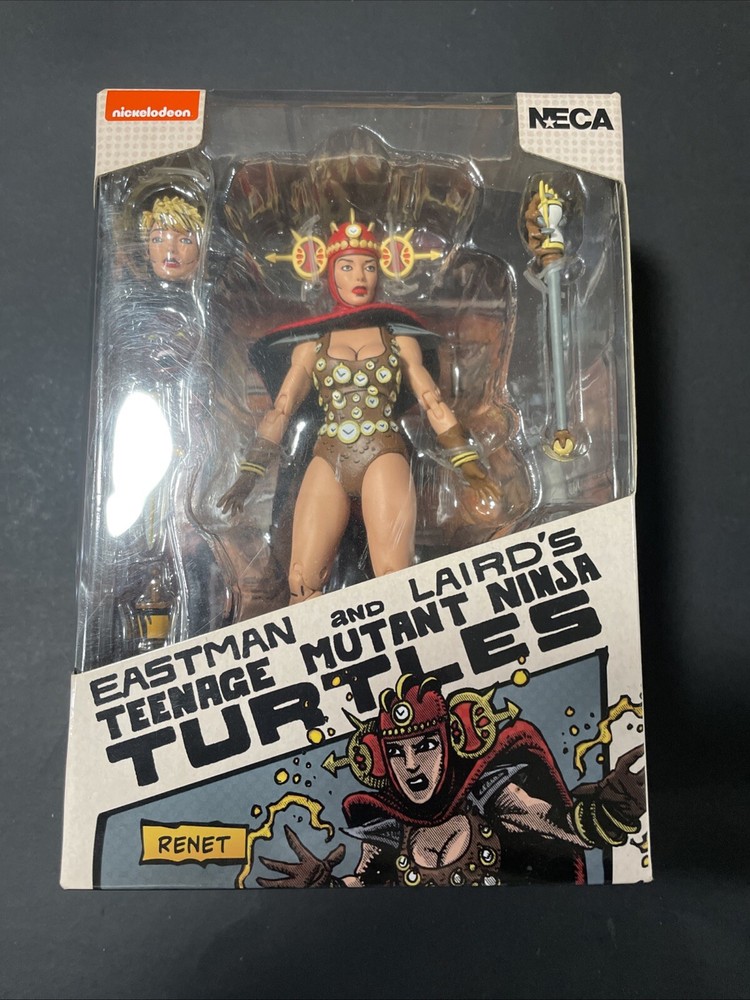 nickelodeon
NECA
EASTMAN AND LAIRD'S
TEENAGE MUTANT NINJA
TURTLES
RENET